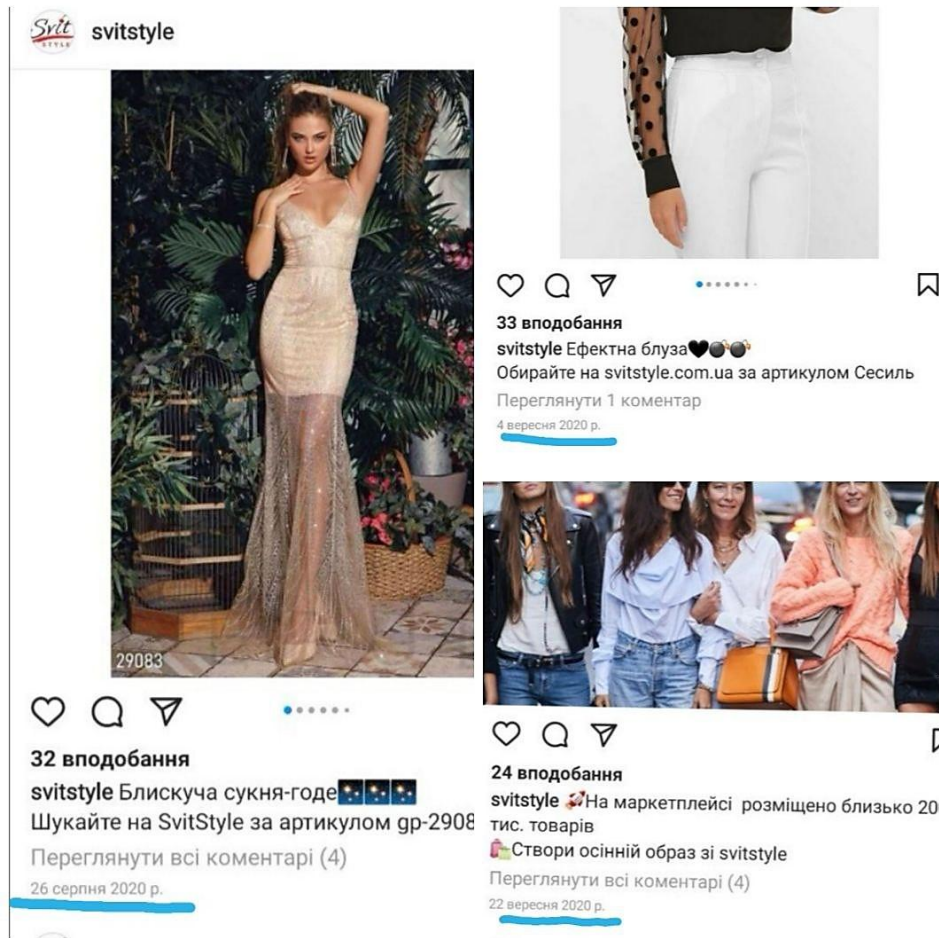 Svit
STYLE
svitstyle
29083
32 вподобання
svitstyle Блискуча сукня-годе🌃🌃🌃
Шукайте на SvitStyle за артикулом gp-2908
Переглянути всі коментарі (4)
26 серпня 2020 р.
33 вподобання
svitstyle Ефектна блуза🖤💣💣
Обирайте на svitstyle.com.ua за артикулом Сесиль
Переглянути 1 коментар
4 вересня 2020 р.
24 вподобання
svitstyle 🚀На маркетплейсі розміщено близько 20
тис. товарів
🛍Створи осінній образ зі svitstyle
Переглянути всі коментарі (4)
22 вересня 2020 р.